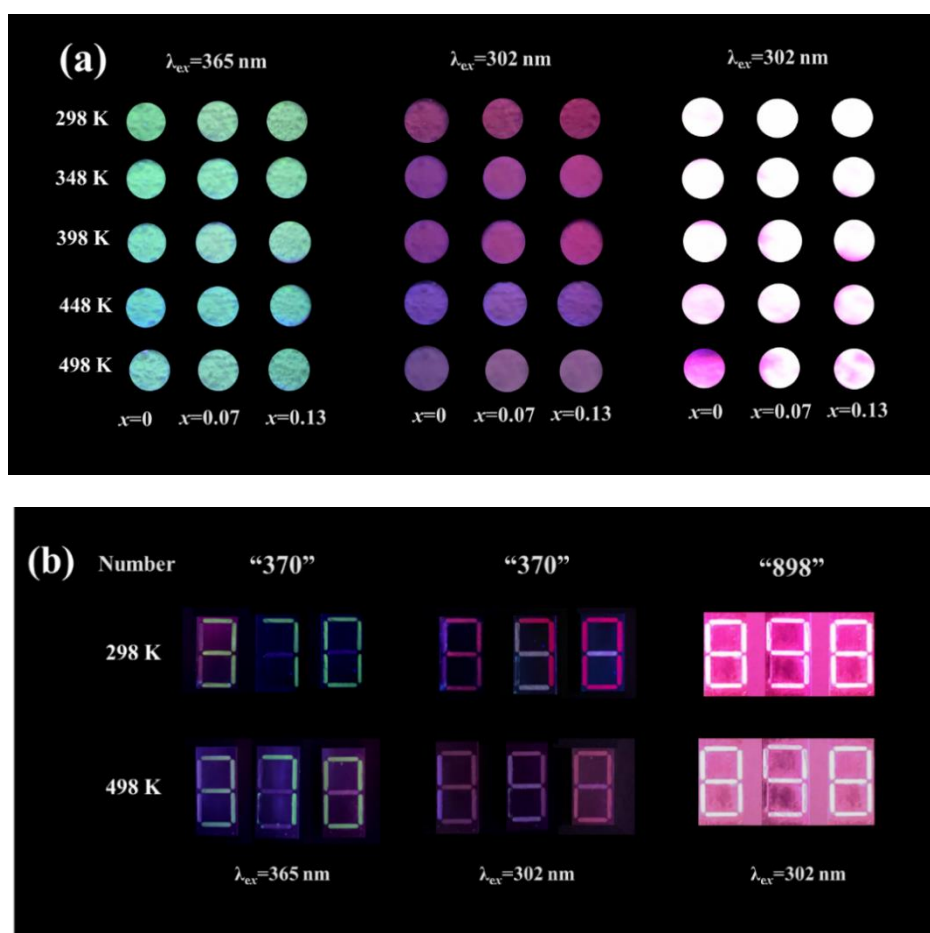 (a)
λex=365 nm λex=302 nm λex=302 nm
298 K
348 K
398 K
448 K
498 K
x=0 x=0.07 x=0.13 x=0 x=0.07 x=0.13 x=0 x=0.07 x=0.13
(b) Number “370” “370” “898”
298 K
498 K
λex=365 nm λex=302 nm λex=302 nm